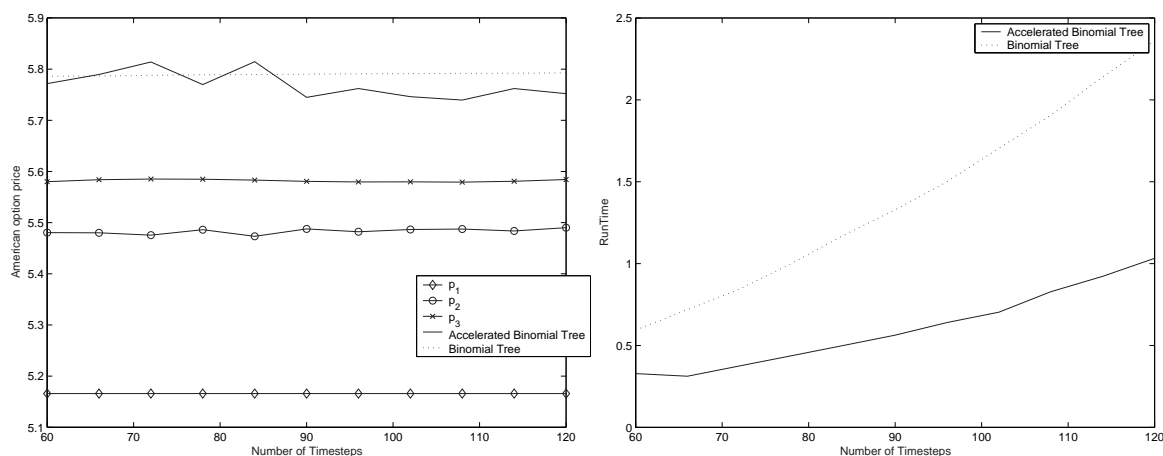 5.9
5.8
5.7
5.6
5.5
5.4
5.3
5.2
5.1
American option price
p1
p2
p3
Accelerated Binomial Tree
Binomial Tree
60 70 80 90 100 110 120
Number of Timesteps
2.5
2
1.5
1
0.5
0
RunTime
Accelerated Binomial Tree
Binomial Tree
60 70 80 90 100 110 120
Number of Timesteps